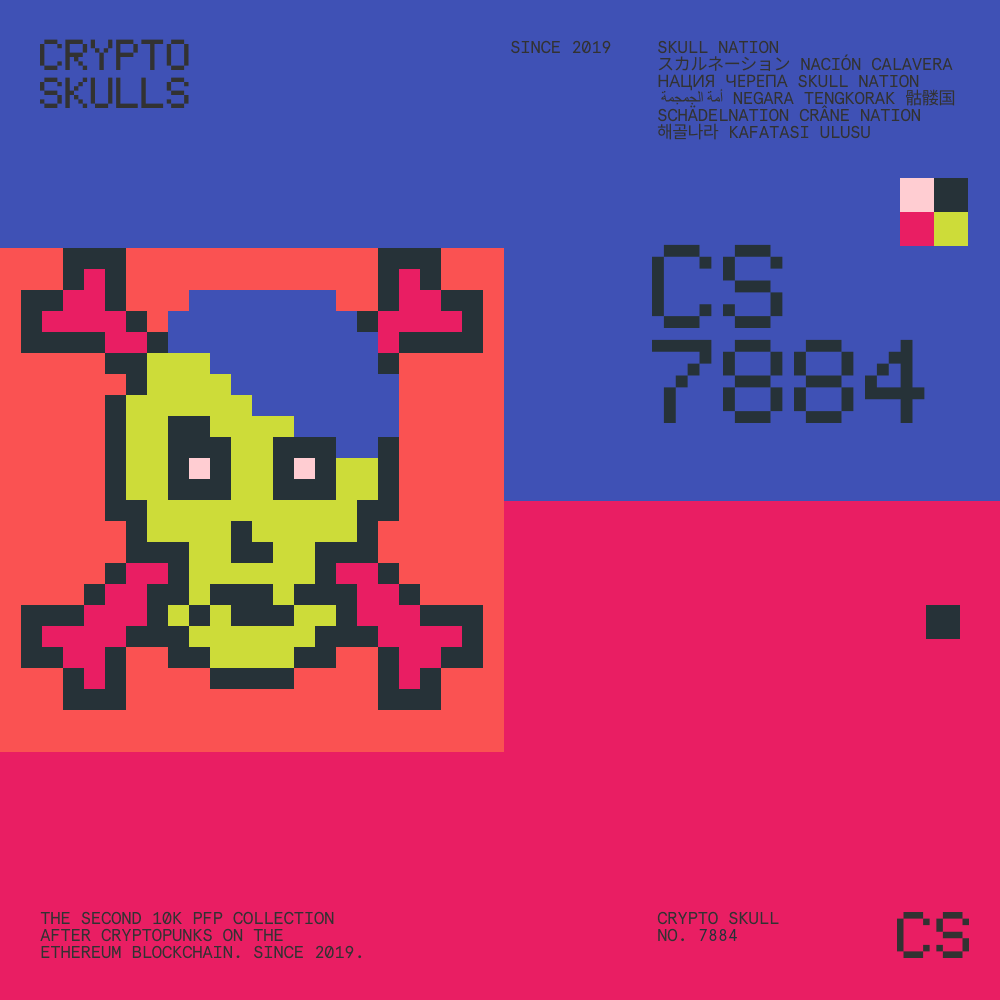 CRYPTO
SKULLS
SINCE 2019
SKULL NATION
スカルネーション NACIÓN CALAVERA
НАЦИЯ ЧЕРЕПА SKULL NATION
أمة الجمجمة NEGARA TENGKORAK 骷髅国
SCHÄDELNATION CRÂNE NATION
해골나라 KAFATASI ULUSU
CS
7884
THE SECOND 10K PFP COLLECTION
AFTER CRYPTOPUNKS ON THE
ETHEREUM BLOCKCHAIN. SINCE 2019.
CRYPTO SKULL
NO. 7884
CS